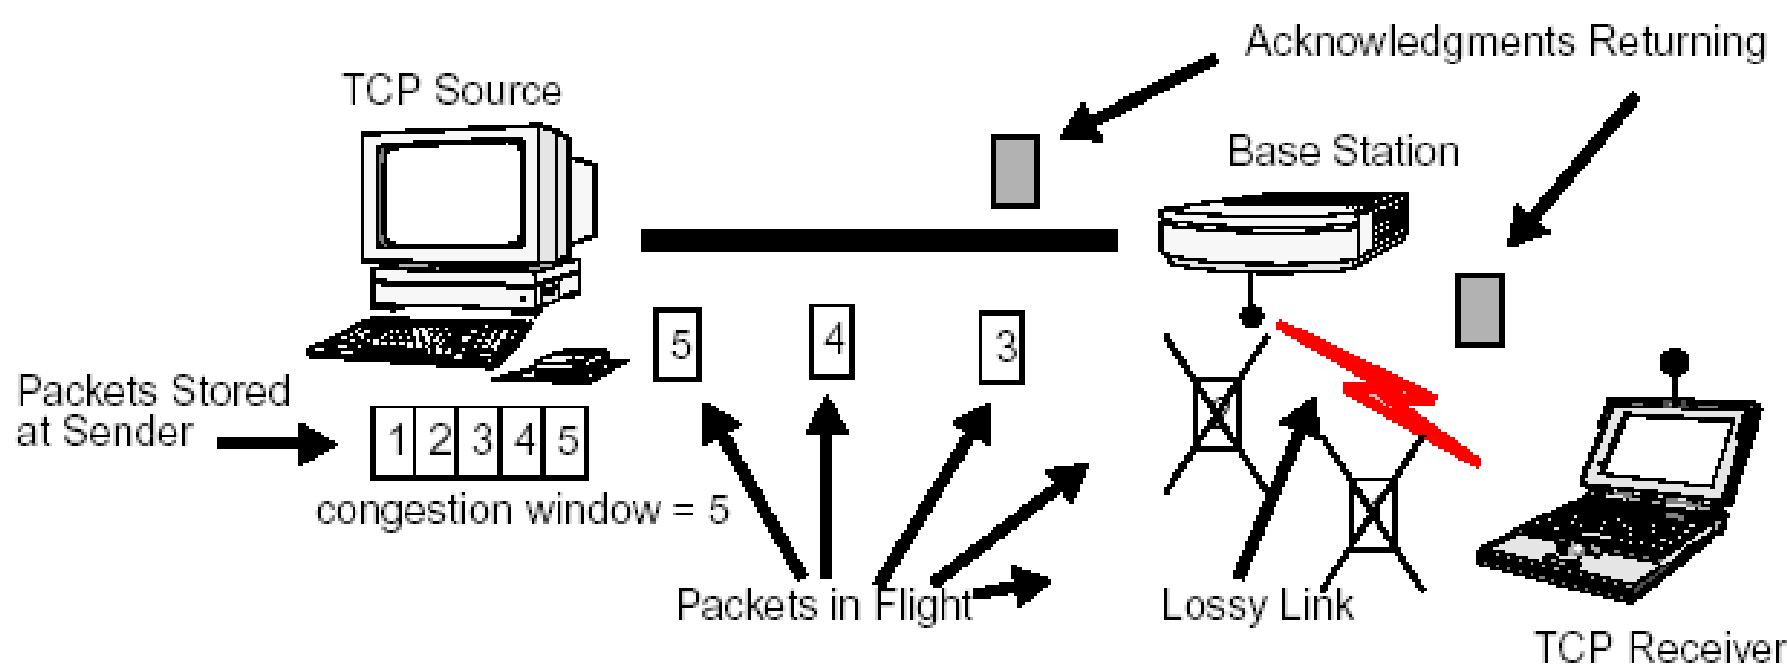 Acknowledgments Returning
TCP Source
Base Station
5
4
3
Packets Stored
at Sender
1 2 3 4 5
congestion window = 5
Packets in Flight
Lossy Link
TCP Receiver